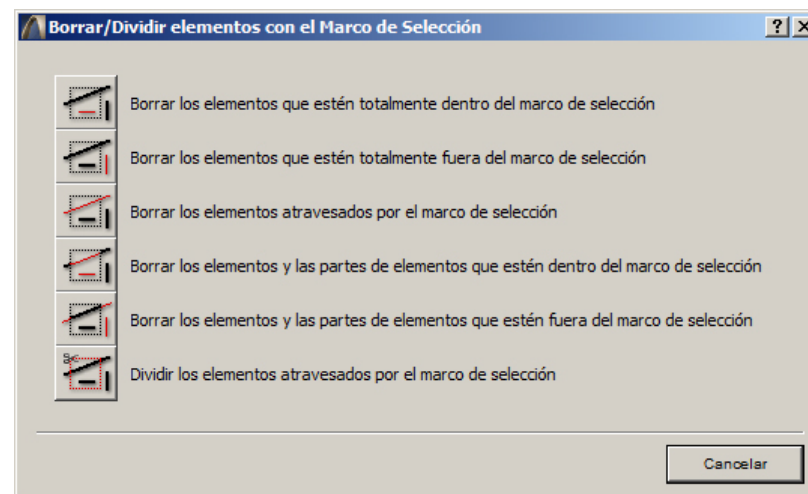 Borrar/Dividir elementos con el Marco de Selección
Borrar los elementos que estén totalmente dentro del marco de selección
Borrar los elementos que estén totalmente fuera del marco de selección
Borrar los elementos atravesados por el marco de selección
Borrar los elementos y las partes de elementos que estén dentro del marco de selección
Borrar los elementos y las partes de elementos que estén fuera del marco de selección
Dividir los elementos atravesados por el marco de selección
Cancelar